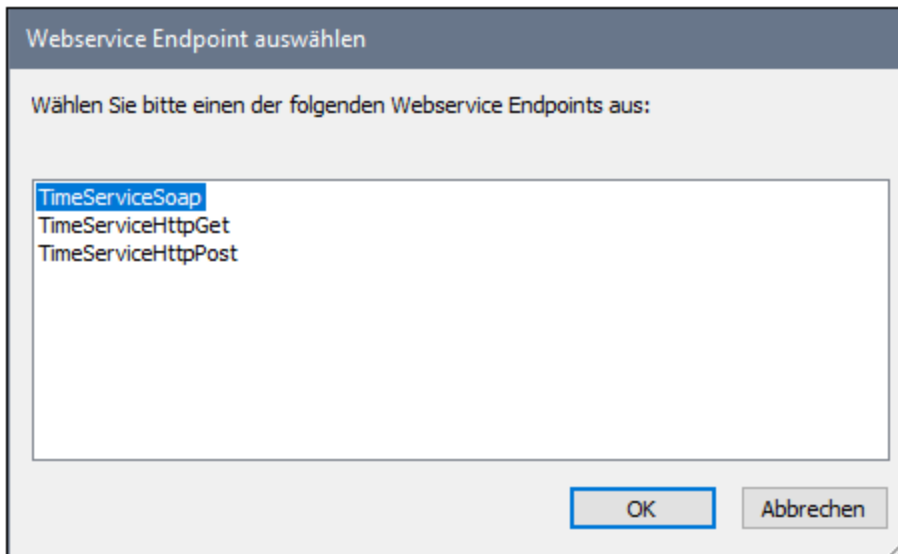 Webservice Endpoint auswählen
Wählen Sie bitte einen der folgenden Webservice Endpoints aus:
TimeServiceSoap
TimeServiceHttpGet
TimeServiceHttpPost
OK Abbrechen